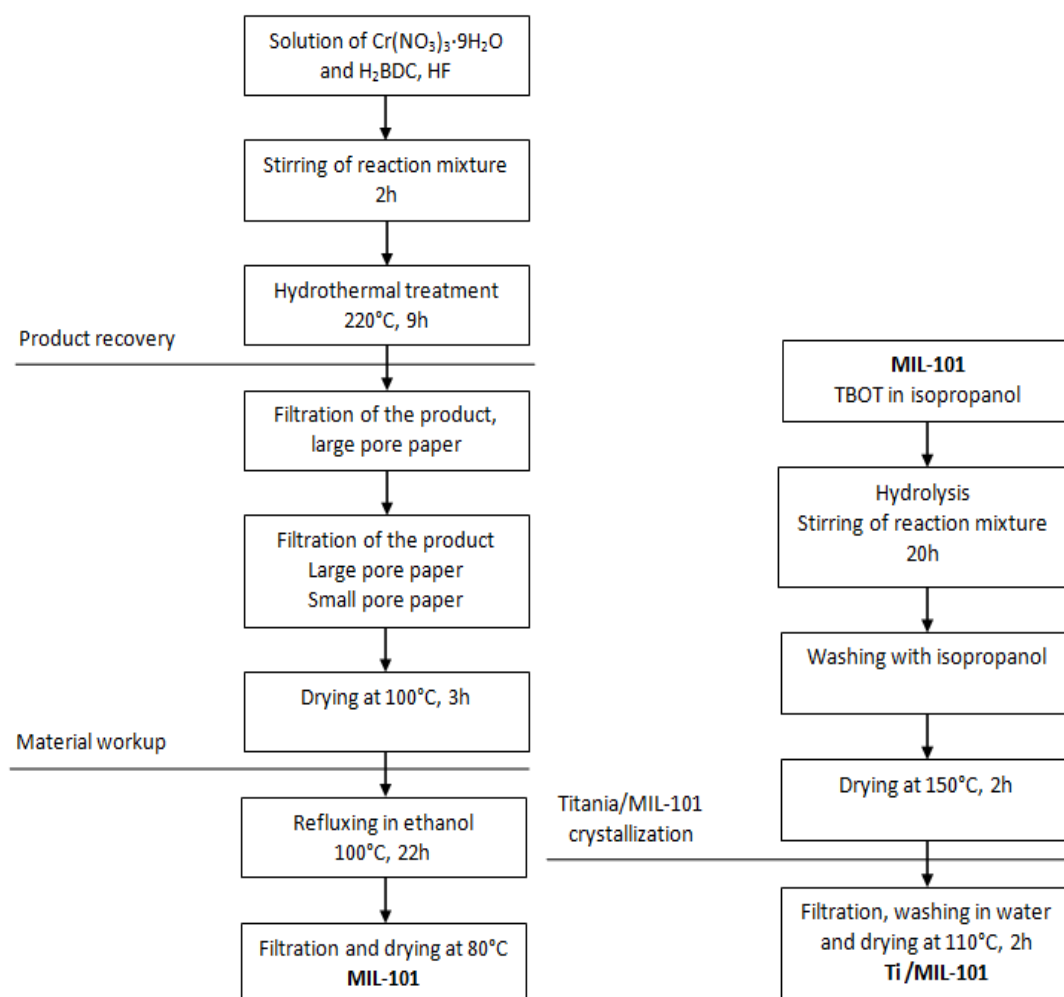 Solution of Cr(NO₃)₃·9H₂O
and H₂BDC, HF
Stirring of reaction mixture
2h
Hydrothermal treatment
220°C, 9h
Product recovery
Filtration of the product,
large pore paper
Filtration of the product
Large pore paper
Small pore paper
Drying at 100°C, 3h
Material workup
Refluxing in ethanol
100°C, 22h
Filtration and drying at 80°C
MIL-101
MIL-101
TBOT in isopropanol
Hydrolysis
Stirring of reaction mixture
20h
Washing with isopropanol
Drying at 150°C, 2h
Titania/MIL-101
crystallization
Filtration, washing in water
and drying at 110°C, 2h
Ti /MIL-101